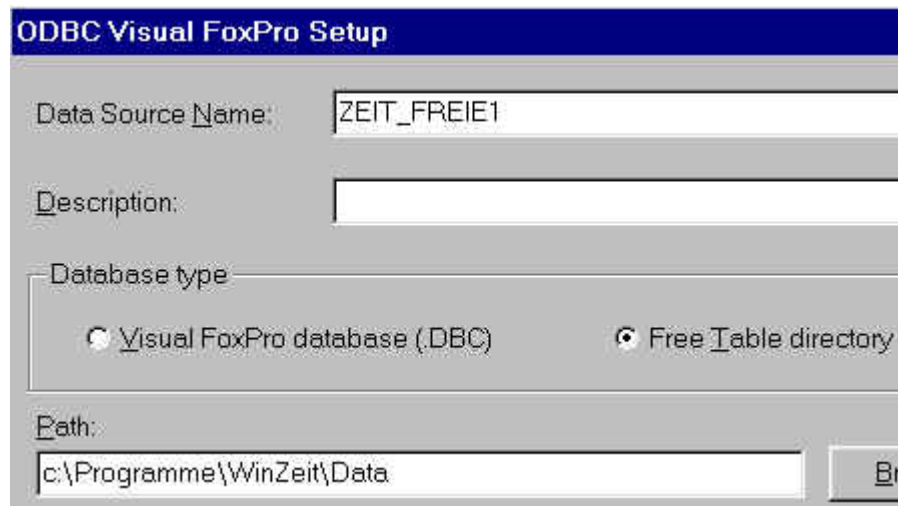 ODBC Visual FoxPro Setup
Data Source Name: ZEIT_FREIE1
Description:
Database type
Visual FoxPro database (.DBC) Free Table directory
Path:
c:\Programme\WinZeit\Data Br